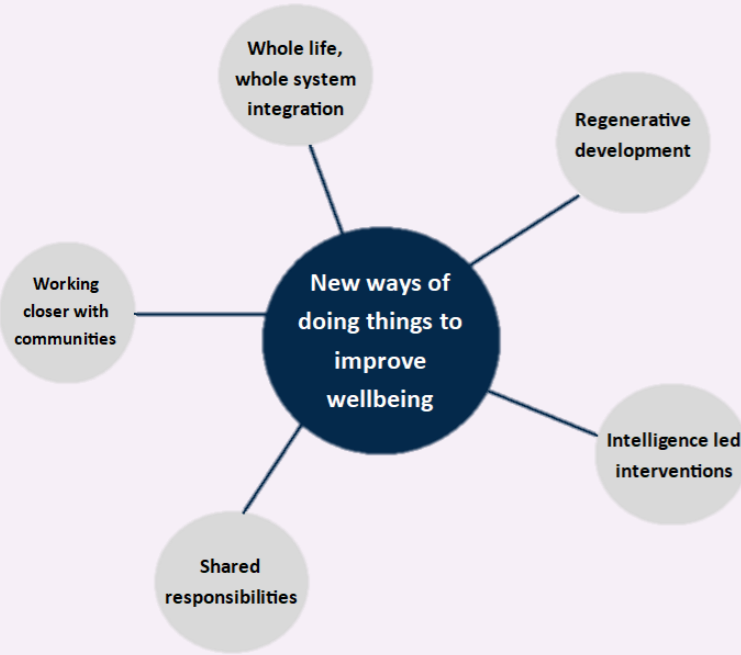 Whole life,
whole system
integration
Regenerative
development
New ways of
doing things to
improve
wellbeing
Working
closer with
communities
Intelligence led
interventions
Shared
responsibilities